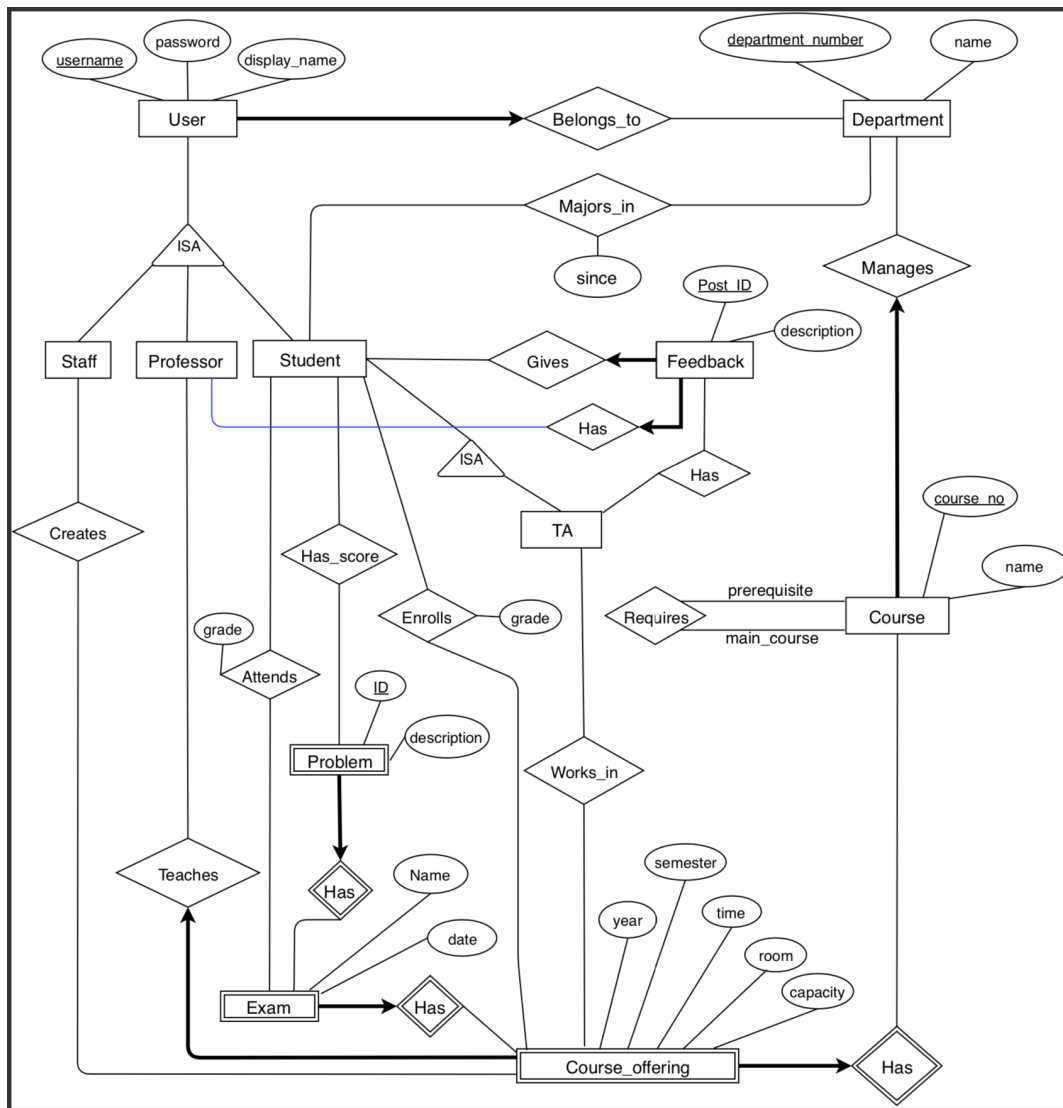 password
department_number
name
username
display_name
User
Belongs_to
Department
Majors_in
ISA
since
Manages
Post_ID
description
Staff
Professor
Student
Gives
Feedback
Has
ISA
Has
course_no
Creates
TA
Has_score
name
prerequisite
Requires
Course
main_course
Enrolls
grade
grade
Attends
ID
description
Problem
Works_in
semester
Teaches
Name
Has
year
time
date
room
capacity
Exam
Has
Course_offering
Has